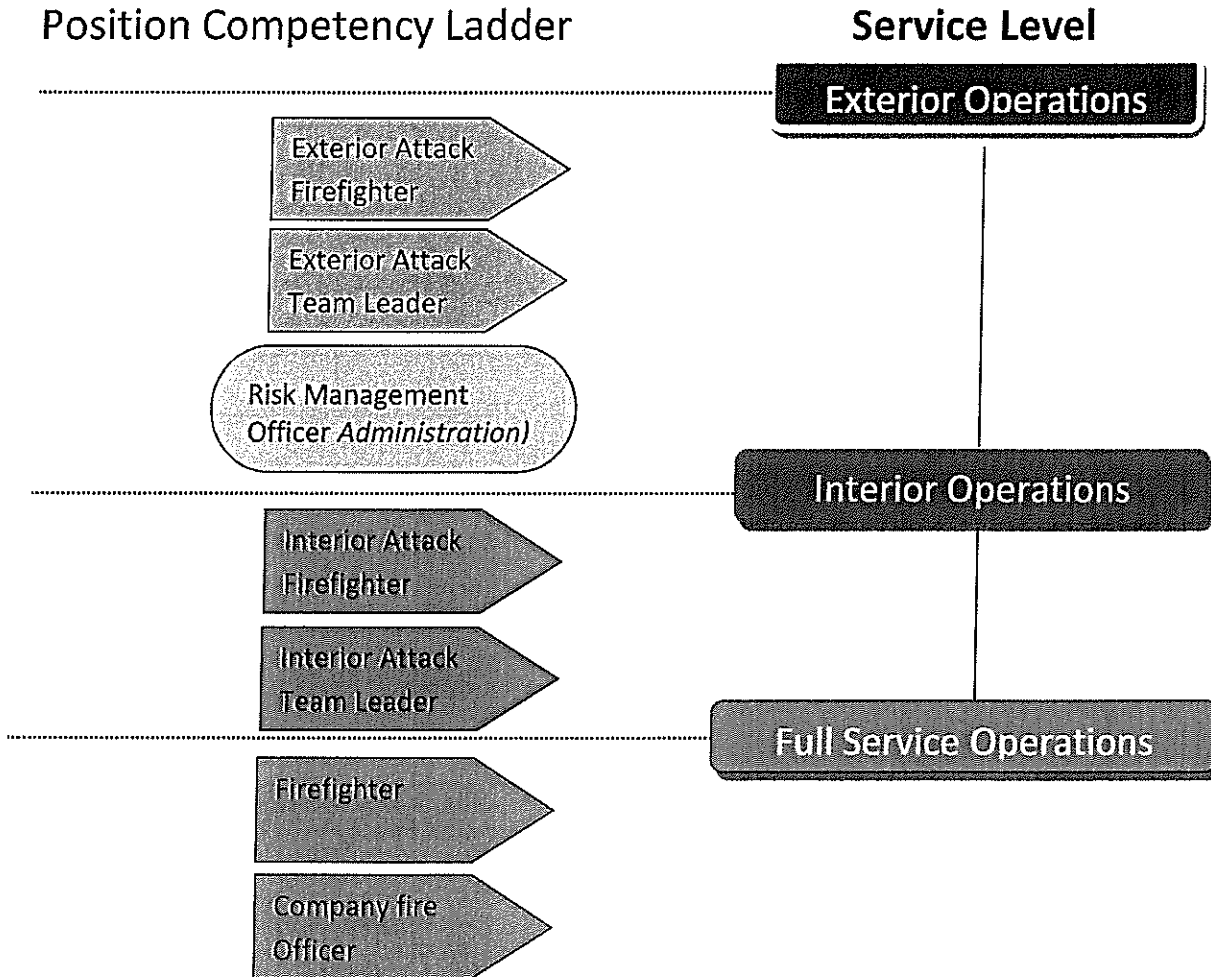 Position Competency Ladder
Service Level
Exterior Operations
Exterior Attack
Firefighter
Exterior Attack
Team Leader
Risk Management
Officer Administration)
Interior Operations
Interior Attack
Firefighter
Interior Attack
Team Leader
Full Service Operations
Firefighter
Company fire
Officer